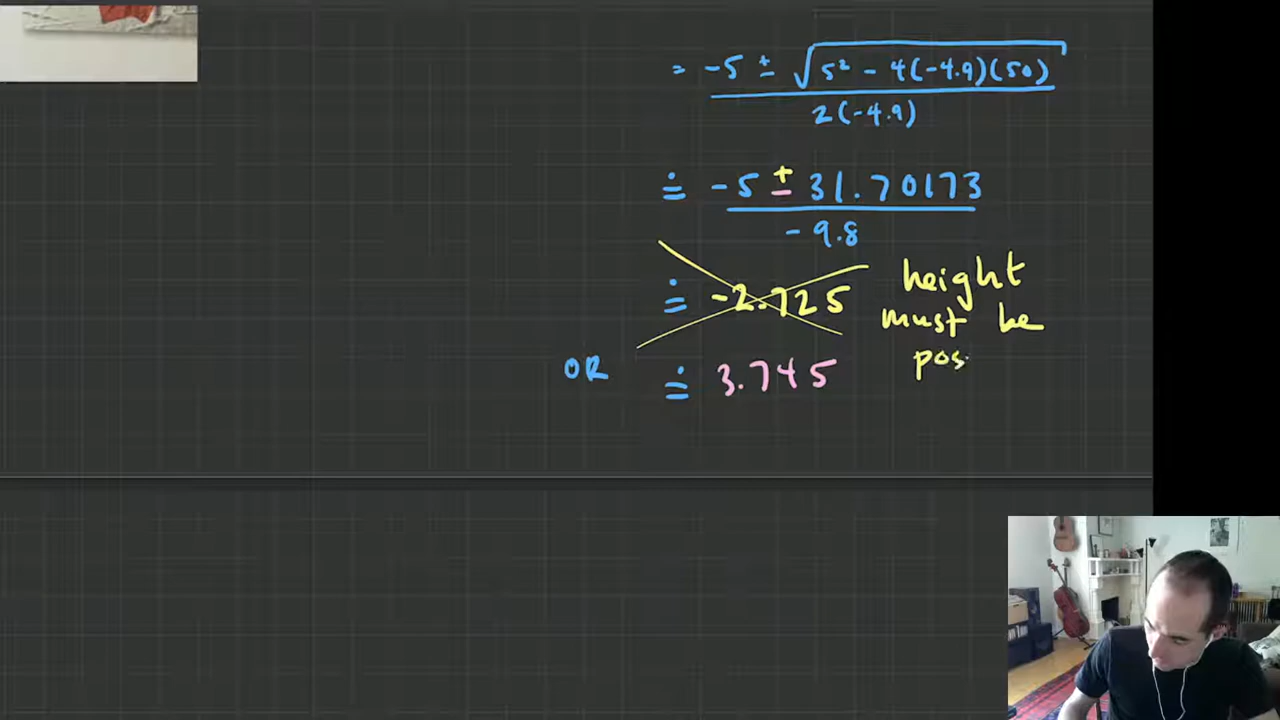 = -5 ± √(5² - 4(-4.9)(50))
2(-4.9)
≐ -5 ± 31.70173
-9.8
≐ -2.725
height
must be
pos
OR ≐ 3.745